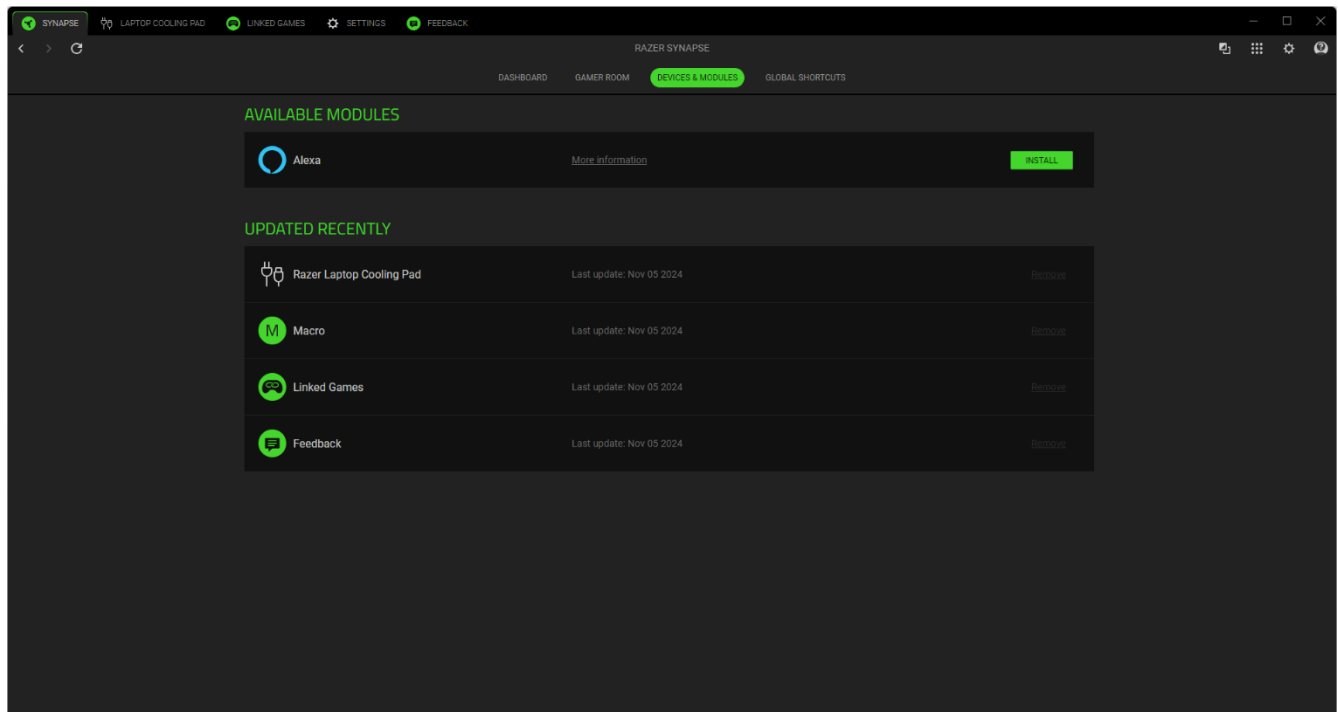 SYNAPSE LAPTOP COOLING PAD LINKED GAMES SETTINGS FEEDBACK
RAZER SYNAPSE
DASHBOARD GAMER ROOM DEVICES & MODULES GLOBAL SHORTCUTS
AVAILABLE MODULES
Alexa More information INSTALL
UPDATED RECENTLY
Razer Laptop Cooling Pad Last update: Nov 05 2024 Remove
M Macro Last update: Nov 05 2024 Remove
Linked Games Last update: Nov 05 2024 Remove
Feedback Last update: Nov 05 2024 Remove